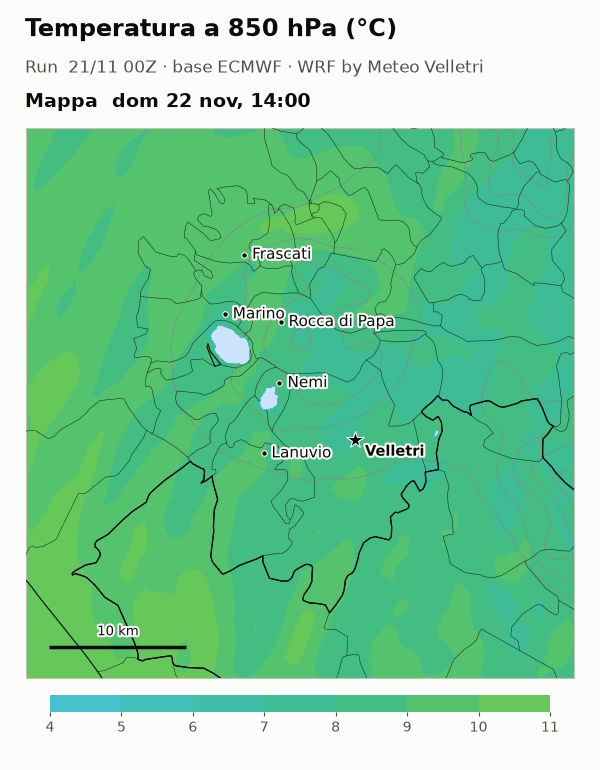 Temperatura a 850 hPa (°C)
Run  21/11 00Z · base ECMWF · WRF by Meteo Velletri
Mappa  dom 22 nov, 14:00
Frascati
Marino
Rocca di Papa
Nemi
Velletri
Lanuvio
10 km
4 5 6 7 8 9 10 11